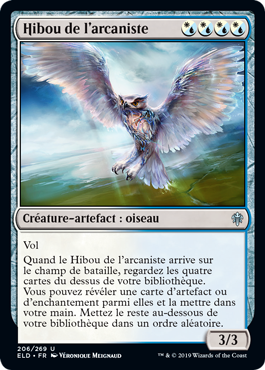 Hibou de l'arcaniste
Créature-artefact : oiseau
Vol
Quand le Hibou de l'arcaniste arrive sur
le champ de bataille, regardez les quatre
cartes du dessus de votre bibliothèque.
Vous pouvez révéler une carte d'artefact ou
d'enchantement parmi elles et la mettre dans
votre main. Mettez le reste au-dessous de
votre bibliothèque dans un ordre aléatoire.
3/3
206/269 U
ELD • FR Véronique Meignaud
™ & © 2019 Wizards of the Coast